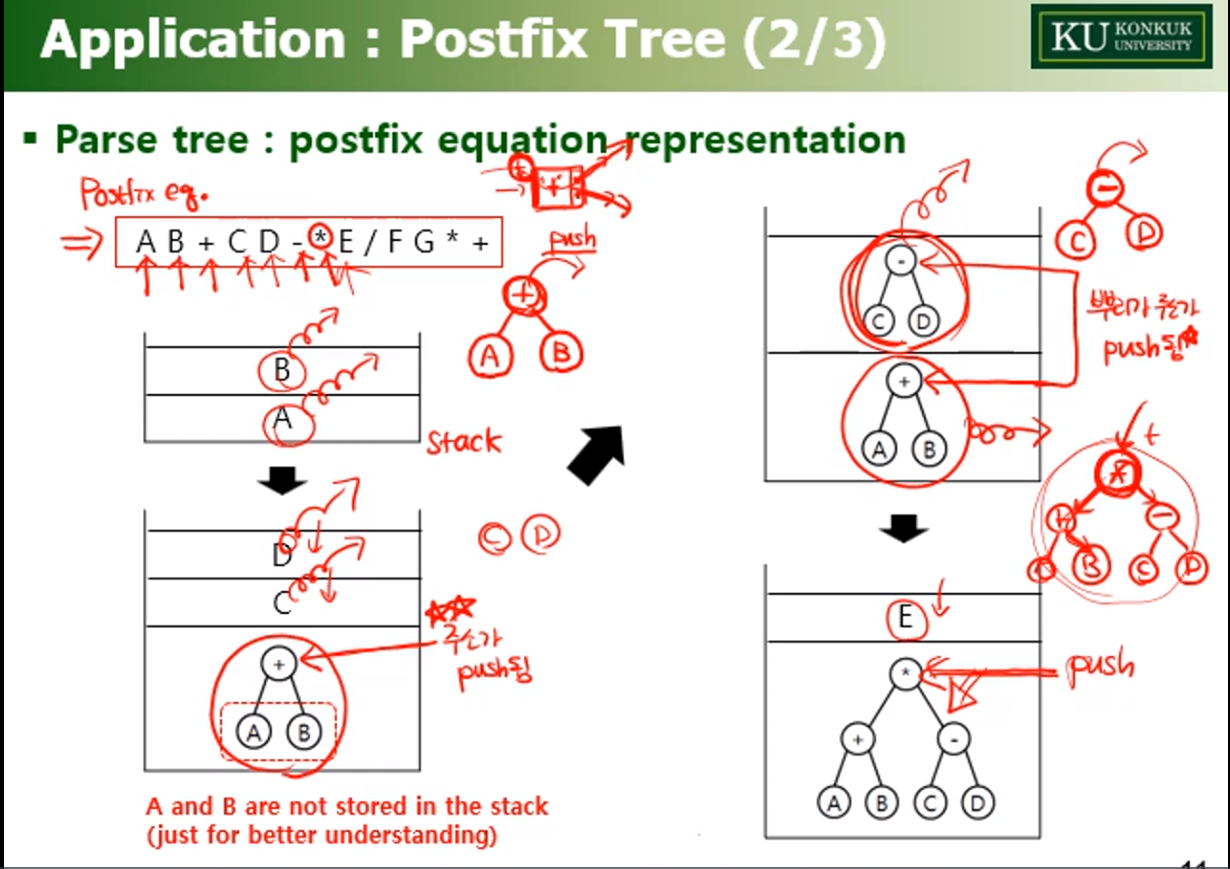 Application : Postfix Tree (2/3)
KU KONKUK
UNIVERSITY
▪ Parse tree : postfix equation representation
Postfix eq.
⇒ A B + C D - * E / F G * +
+
+
push
+
A B
B
A
Stack
D
C
C D
+
A B
주소가
push됨
A and B are not stored in the stack
(just for better understanding)
-
C D
-
C D
뿌리가 주소가
push됨
+
A B
t
*
+ -
B C D
E
*
push
+ -
A B C D
11